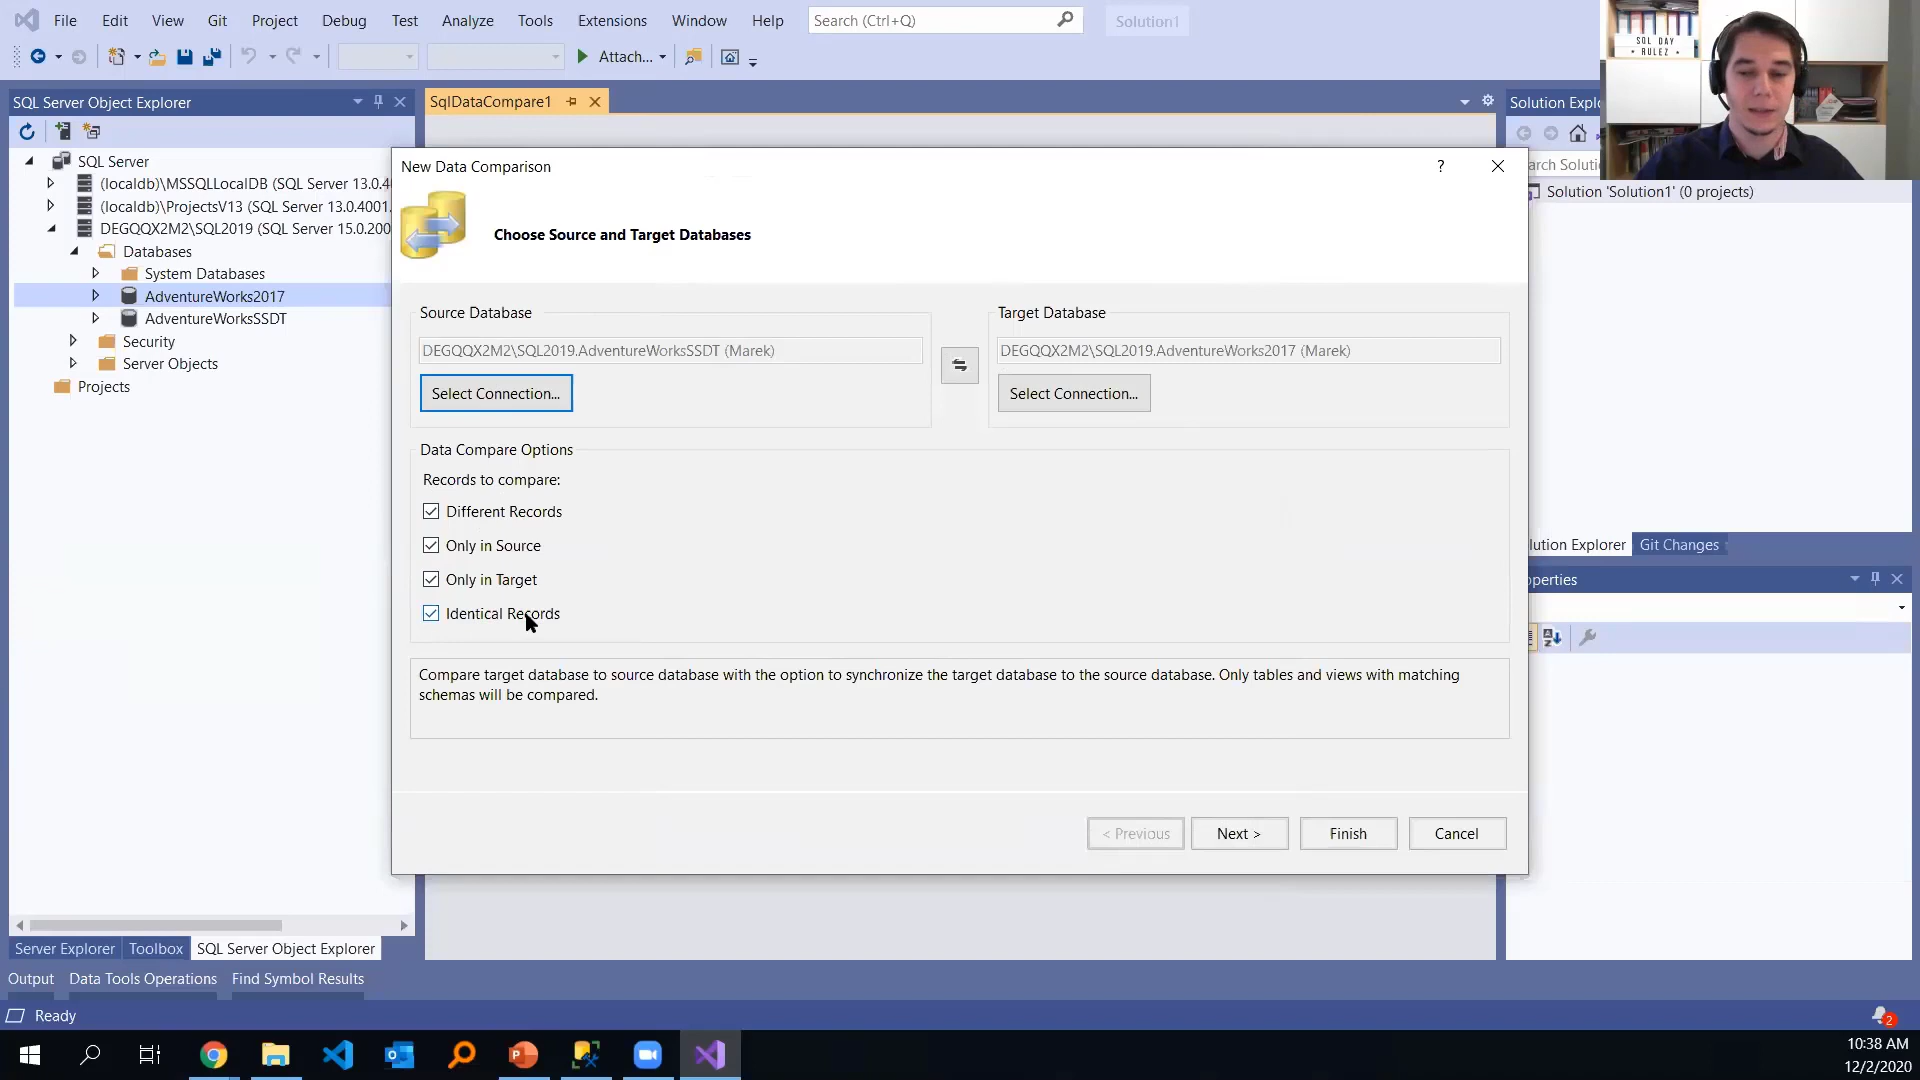 File Edit View Git Project Debug Test Analyze Tools Extensions Window Help Search (Ctrl+Q) Solution1
Attach...
SQL DAY
• RULEZ •
SQL Server Object Explorer
SqlDataCompare1
Solution Explo
SQL Server
(localdb)\MSSQLLocalDB (SQL Server 13.0.4
(localdb)\ProjectsV13 (SQL Server 13.0.4001.
DEGQQX2M2\SQL2019 (SQL Server 15.0.200
Databases
System Databases
AdventureWorks2017
AdventureWorksSSDT
Security
Server Objects
Projects
New Data Comparison
?
Choose Source and Target Databases
Source Database
DEGQQX2M2\SQL2019.AdventureWorksSSDT (Marek)
Select Connection...
Target Database
DEGQQX2M2\SQL2019.AdventureWorks2017 (Marek)
Select Connection...
Data Compare Options
Records to compare:
Different Records
Only in Source
Only in Target
Identical Records
Compare target database to source database with the option to synchronize the target database to the source database. Only tables and views with matching
schemas will be compared.
< Previous Next > Finish Cancel
arch Soluti
Solution 'Solution1' (0 projects)
lution Explorer Git Changes
operties
Server Explorer Toolbox SQL Server Object Explorer
Output Data Tools Operations Find Symbol Results
Ready
2
10:38 AM
12/2/2020